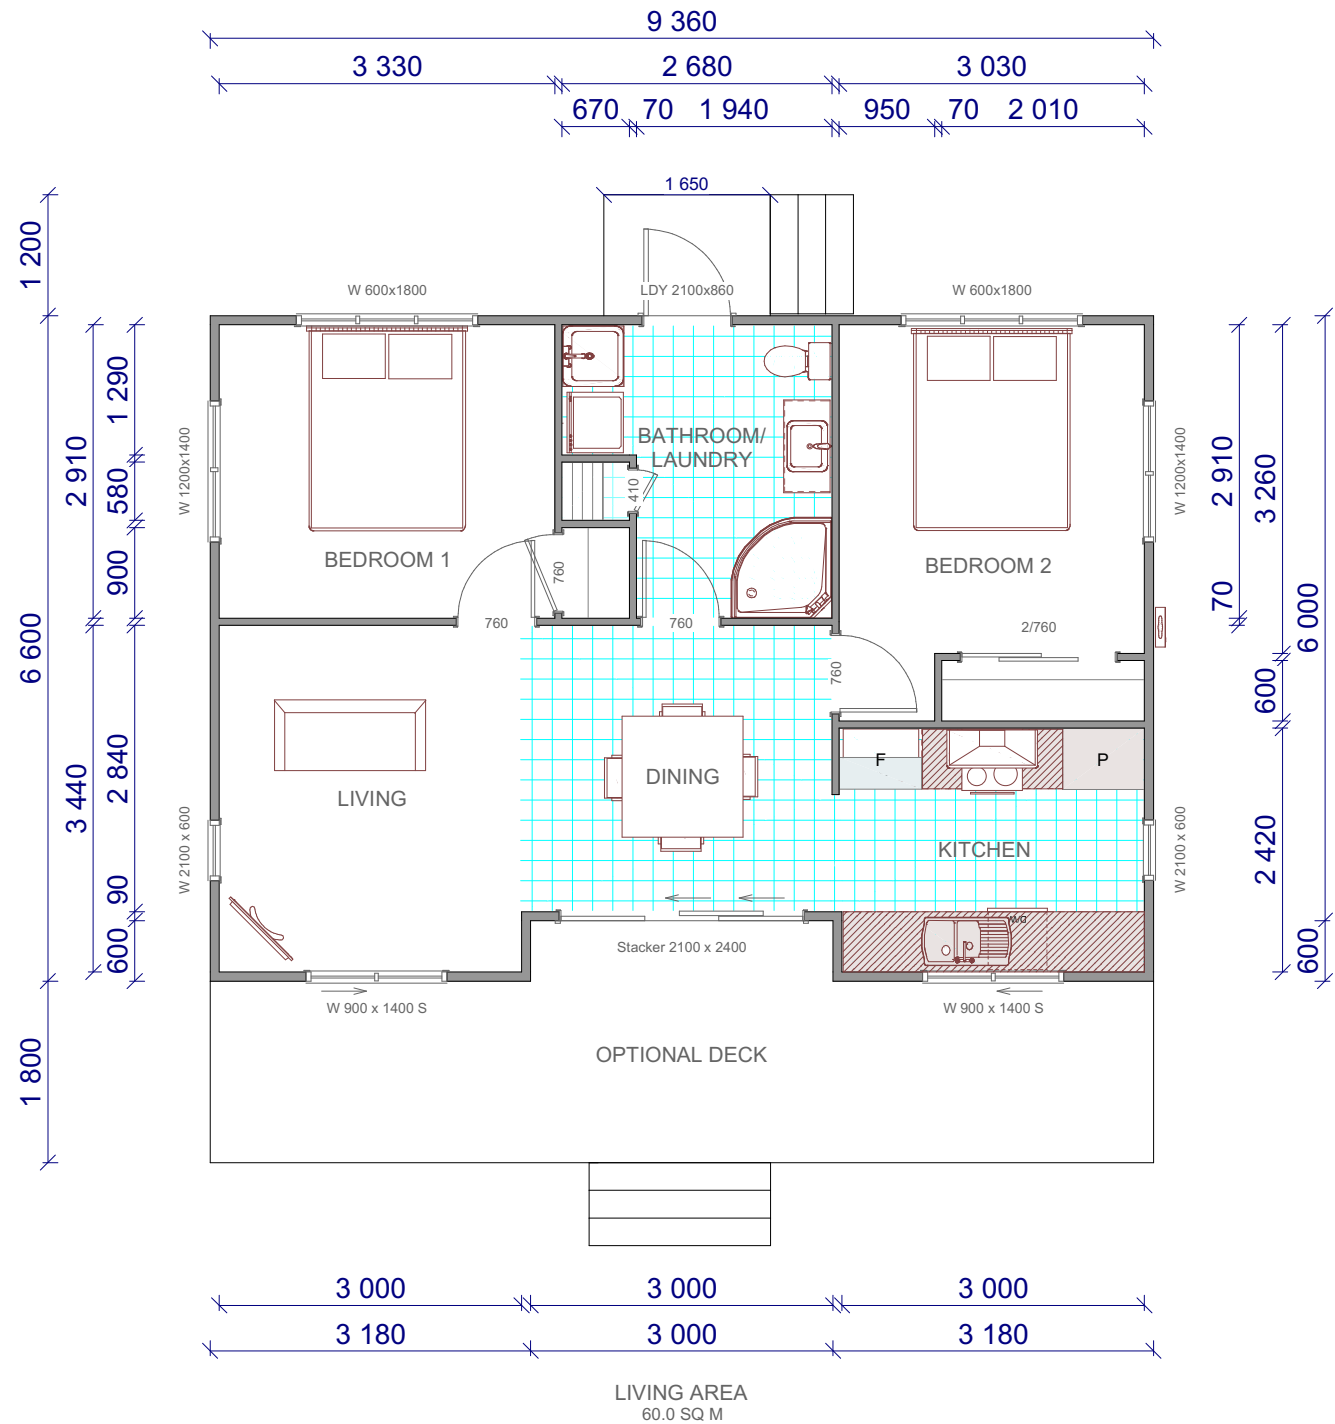 9 360
3 330 2 680 3 030
670 70 1 940 950 70 2 010
1 650
1 200
W 600x1800 LDY 2100x860 W 600x1800
1 290
2 910
580
900
6 600
3 440
2 840
90
600
1 800
W 1200x1400
W 2100 x 600
BATHROOM/
LAUNDRY
410
BEDROOM 1
760
BEDROOM 2
760
760
2/760
760
F
P
DINING
LIVING
KITCHEN
Stacker 2100 x 2400
W 900 x 1400 S
W 900 x 1400 S
OPTIONAL DECK
W 1200x1400
W 2100 x 600
2 910
3 260
70
6 000
600
2 420
600
3 000 3 000 3 000
3 180 3 000 3 180
LIVING AREA
60.0 SQ M